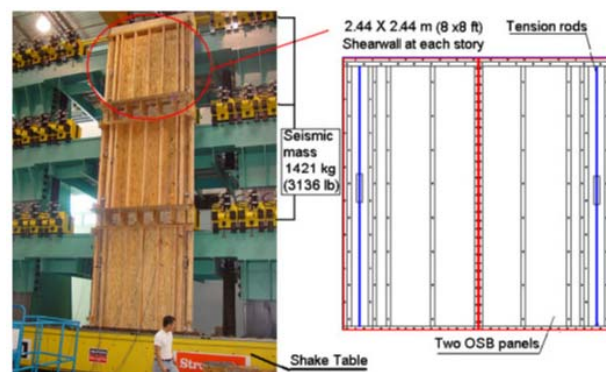 2.44 X 2.44 m (8 x8 ft)
Shearwall at each story
Tension rods
Seismic
mass
1421 kg
(3136 lb)
Two OSB panels
Shake Table